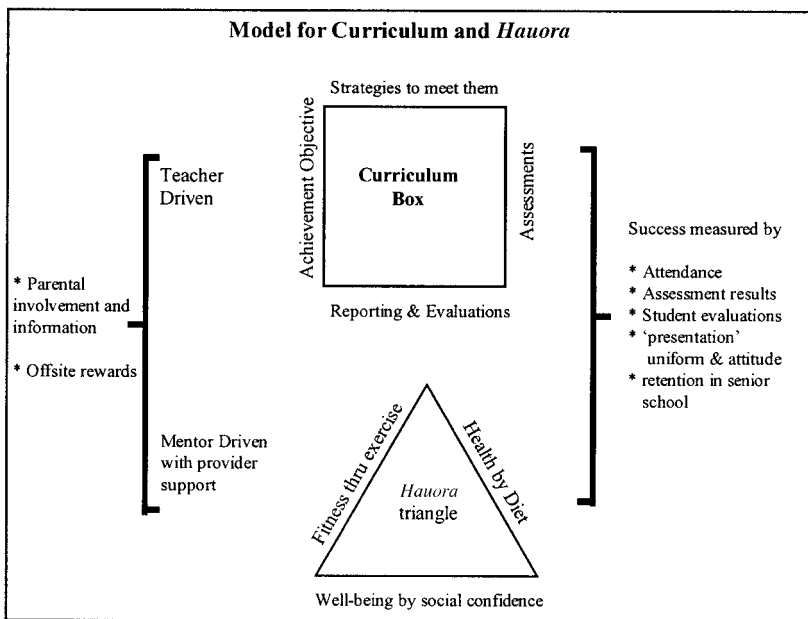 Model for Curriculum and Hauora
Strategies to meet them
Achievement Objective
Curriculum
Box
Assessments
Reporting & Evaluations
Teacher
Driven
* Parental
involvement and
information
* Offsite rewards
Mentor Driven
with provider
support
Success measured by
* Attendance
* Assessment results
* Student evaluations
* ‘presentation’
uniform & attitude
* retention in senior
school
Fitness thru exercise
Health by Diet
Hauora
triangle
Well-being by social confidence